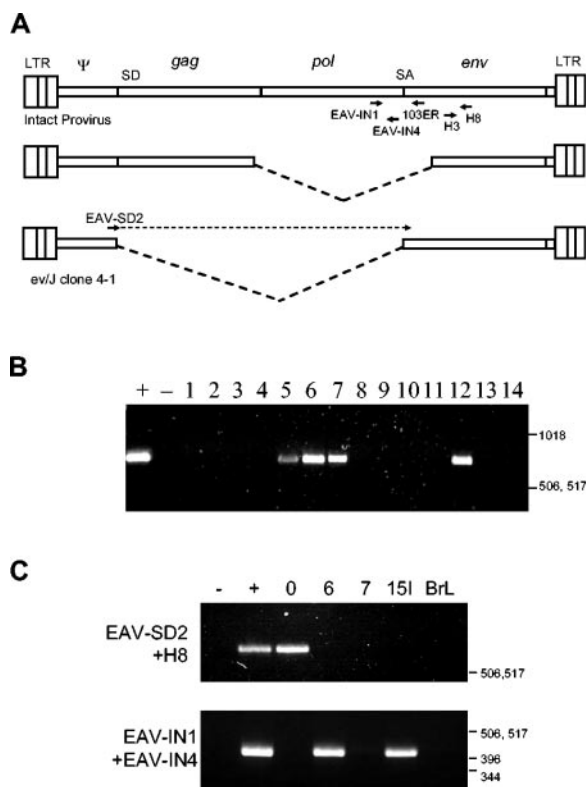 A
LTR Ψ SD gag pol SA env LTR
Intact Provirus
EAV-IN1 103ER H8
EAV-IN4 H3
EAV-SD2
ev/J clone 4-1
B
+ – 1 2 3 4 5 6 7 8 9 10 11 12 13 14
1018
506, 517
C
- + 0 6 7 15I BrL
EAV-SD2
+H8
506,517
EAV-IN1
+EAV-IN4
506, 517
396
344